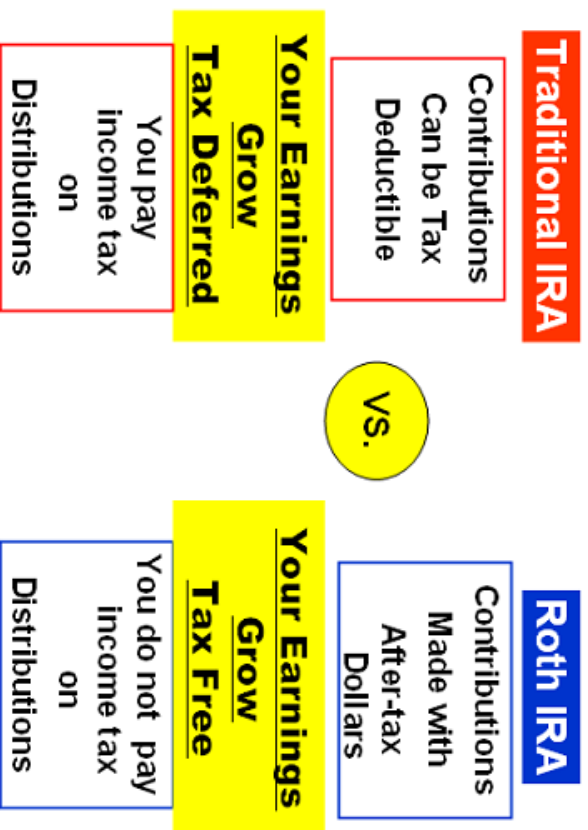 Traditional IRA
Contributions
Can be Tax
Deductible
Your Earnings
Grow
Tax Deferred
You pay
income tax
on
Distributions
vs.
Roth IRA
Contributions
Made with
After-tax
Dollars
Your Earnings
Grow
Tax Free
You do not pay
income tax
on
Distributions